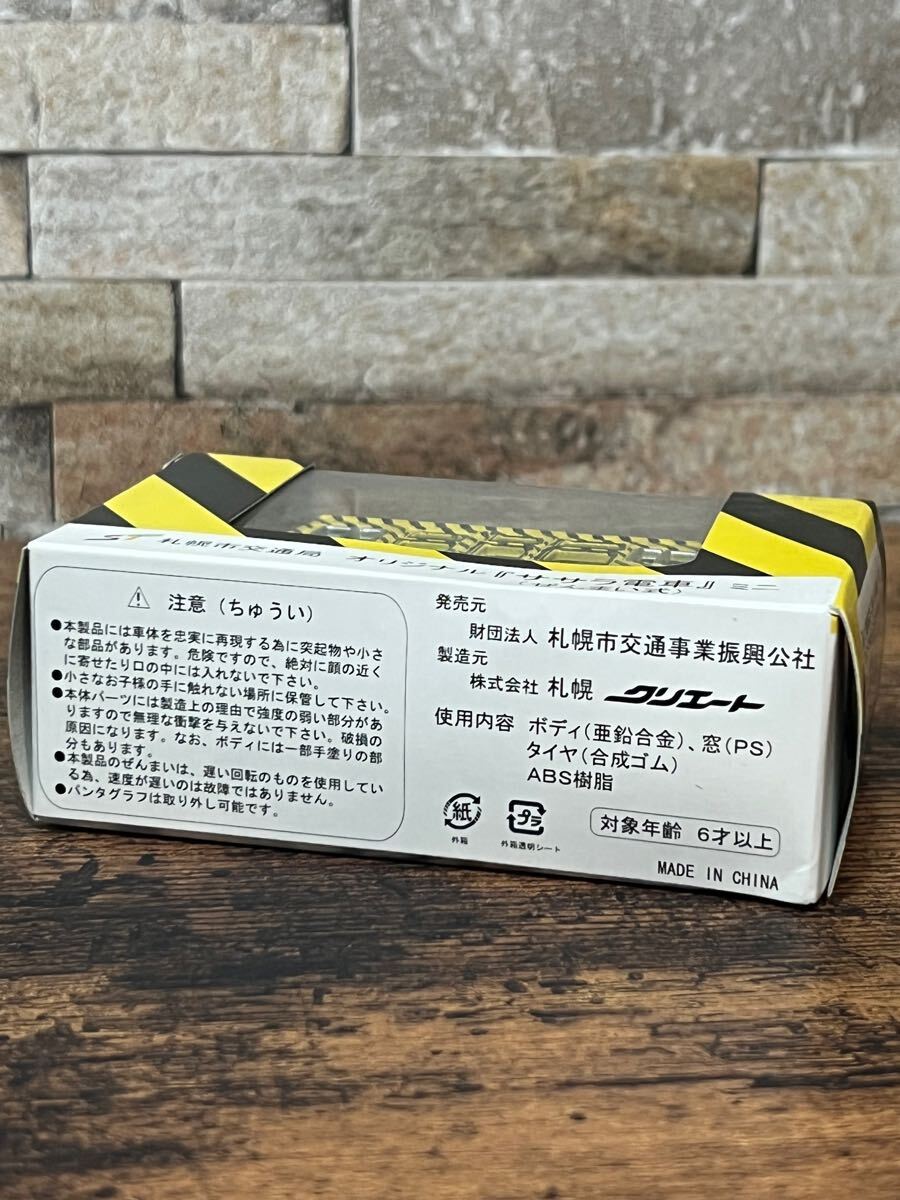 ST 札幌市交通局 オリジナル『ササラ電車』ミニ
(ぜんまい式)
注意(ちゅうい)
●本製品には車体を忠実に再現する為に突起物や小さ
な部品があります。危険ですので、絶対に顔の近く
に寄せたり口の中には入れないで下さい。
●小さなお子様の手に触れない場所に保管して下さい。
●本体パーツには製造上の理由で強度の弱い部分があ
りますので無理な衝撃を与えないで下さい。破損の
原因になります。なお、ボディには一部手塗りの部
分もあります。
●本製品のぜんまいは、遅い回転のものを使用してい
る為、速度が遅いのは故障ではありません。
●パンタグラフは取り外し可能です。
発売元
財団法人 札幌市交通事業振興公社
製造元
株式会社 札幌 クリエート
使用内容 ボディ(亜鉛合金)、窓(PS)
タイヤ(合成ゴム)
ABS樹脂
紙
外箱
プラ
外箱透明シート
対象年齢 6才以上
MADE IN CHINA